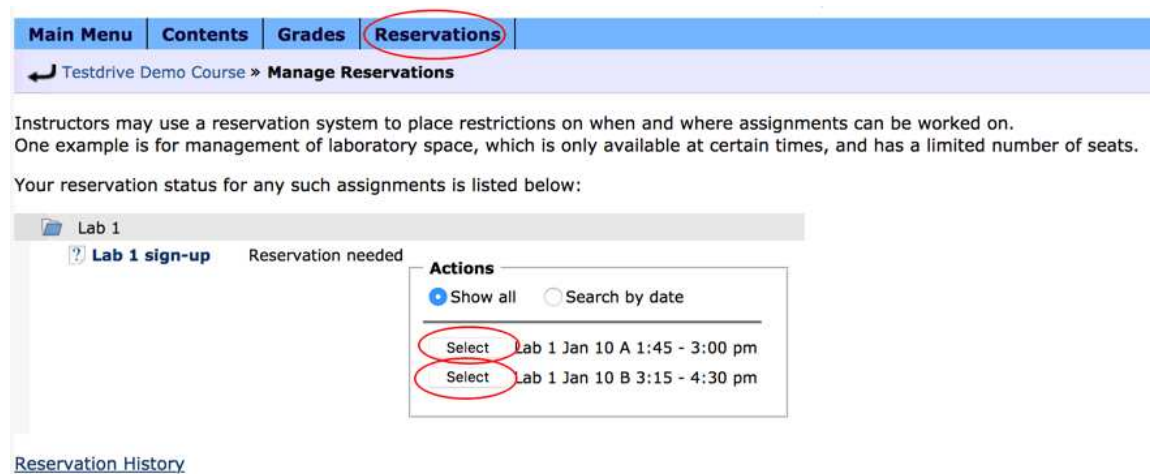 Main Menu Contents Grades Reservations
Testdrive Demo Course » Manage Reservations
Instructors may use a reservation system to place restrictions on when and where assignments can be worked on.
One example is for management of laboratory space, which is only available at certain times, and has a limited number of seats.
Your reservation status for any such assignments is listed below:
Lab 1
? Lab 1 sign-up Reservation needed
Actions
Show all Search by date
Select Lab 1 Jan 10 A 1:45 - 3:00 pm
Select Lab 1 Jan 10 B 3:15 - 4:30 pm
Reservation History